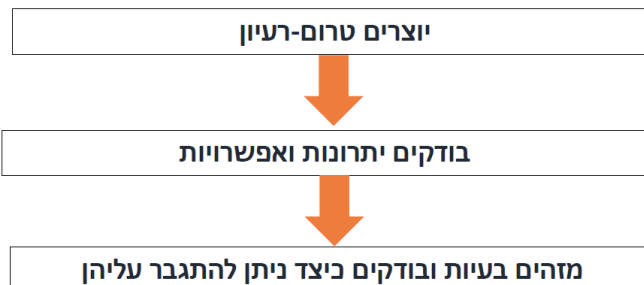 יוצרים טרום-רעיון
בודקים יתרונות ואפשרויות
מזהים בעיות ובודקים כיצד ניתן להתגבר עליהן